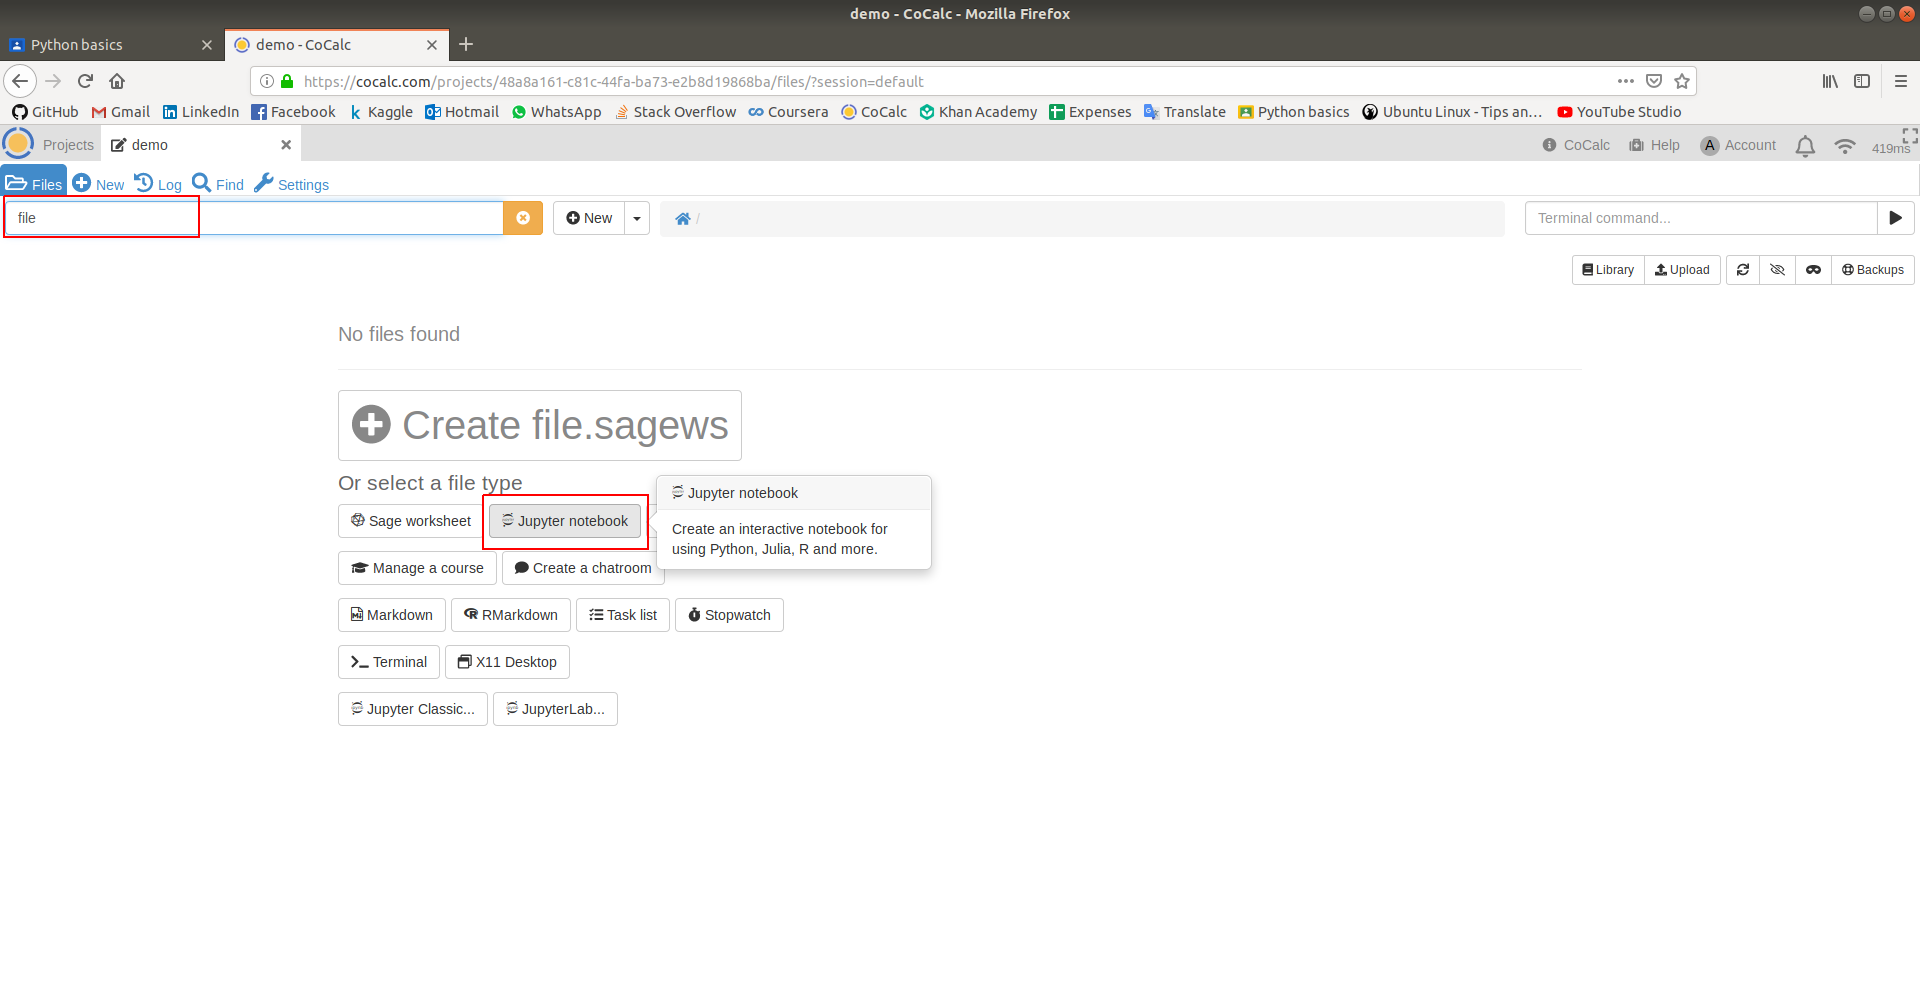 demo - CoCalc - Mozilla Firefox
Python basics
demo - CoCalc
https://cocalc.com/projects/48a8a161-c81c-44fa-ba73-e2b8d19868ba/files/?session=default
GitHub Gmail LinkedIn Facebook Kaggle Hotmail WhatsApp Stack Overflow Coursera CoCalc Khan Academy Expenses Translate Python basics Ubuntu Linux - Tips an... YouTube Studio
Projects demo CoCalc Help A Account 419ms
Files New Log Find Settings
file New / Terminal command...
Library Upload Backups
No files found
Create file.sagews
Or select a file type
Sage worksheet Jupyter notebook
Jupyter notebook
Create an interactive notebook for
using Python, Julia, R and more.
Manage a course Create a chatroom
Markdown RMarkdown Task list Stopwatch
Terminal X11 Desktop
Jupyter Classic... JupyterLab...